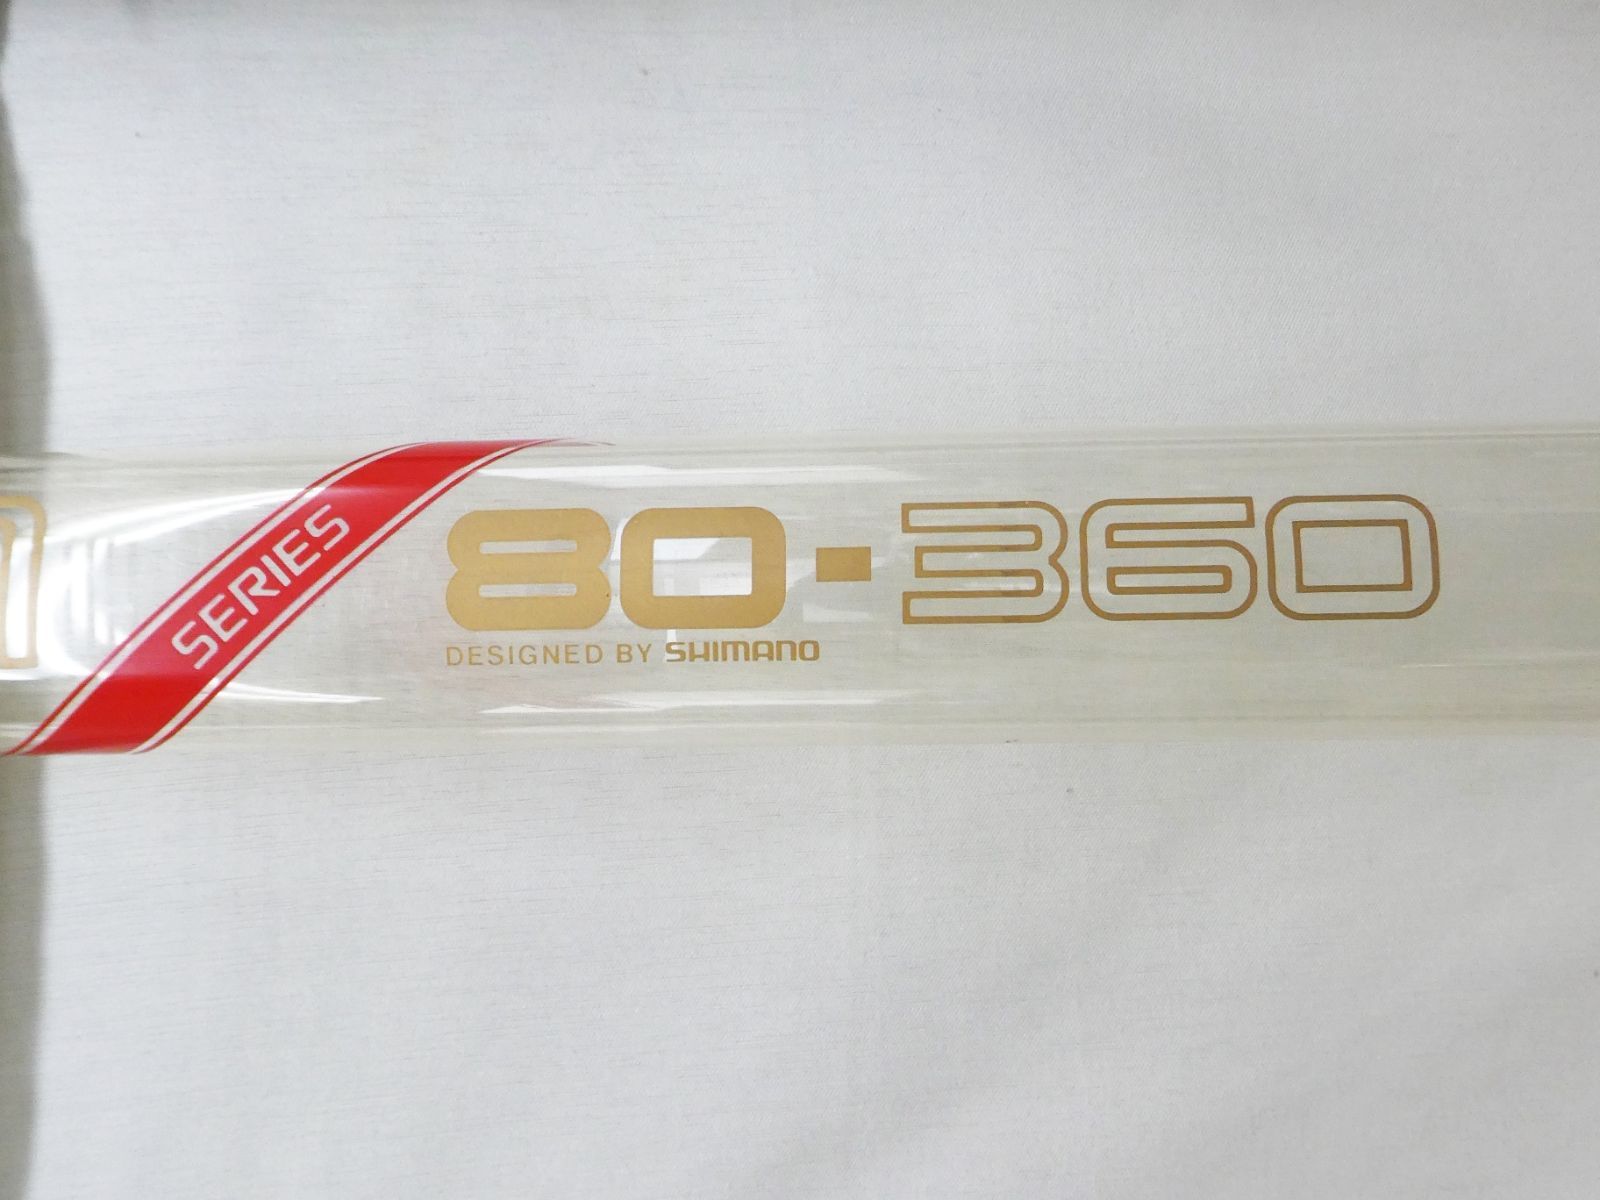 SERIES
80-360
DESIGNED BY SHIMANO